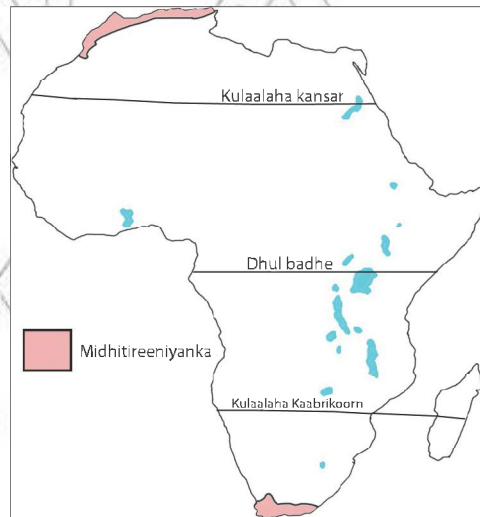 Kulaalaha kansar
Dhul badhe
Midhitireeniyanka
Kulaalaha Kaabrikoorn